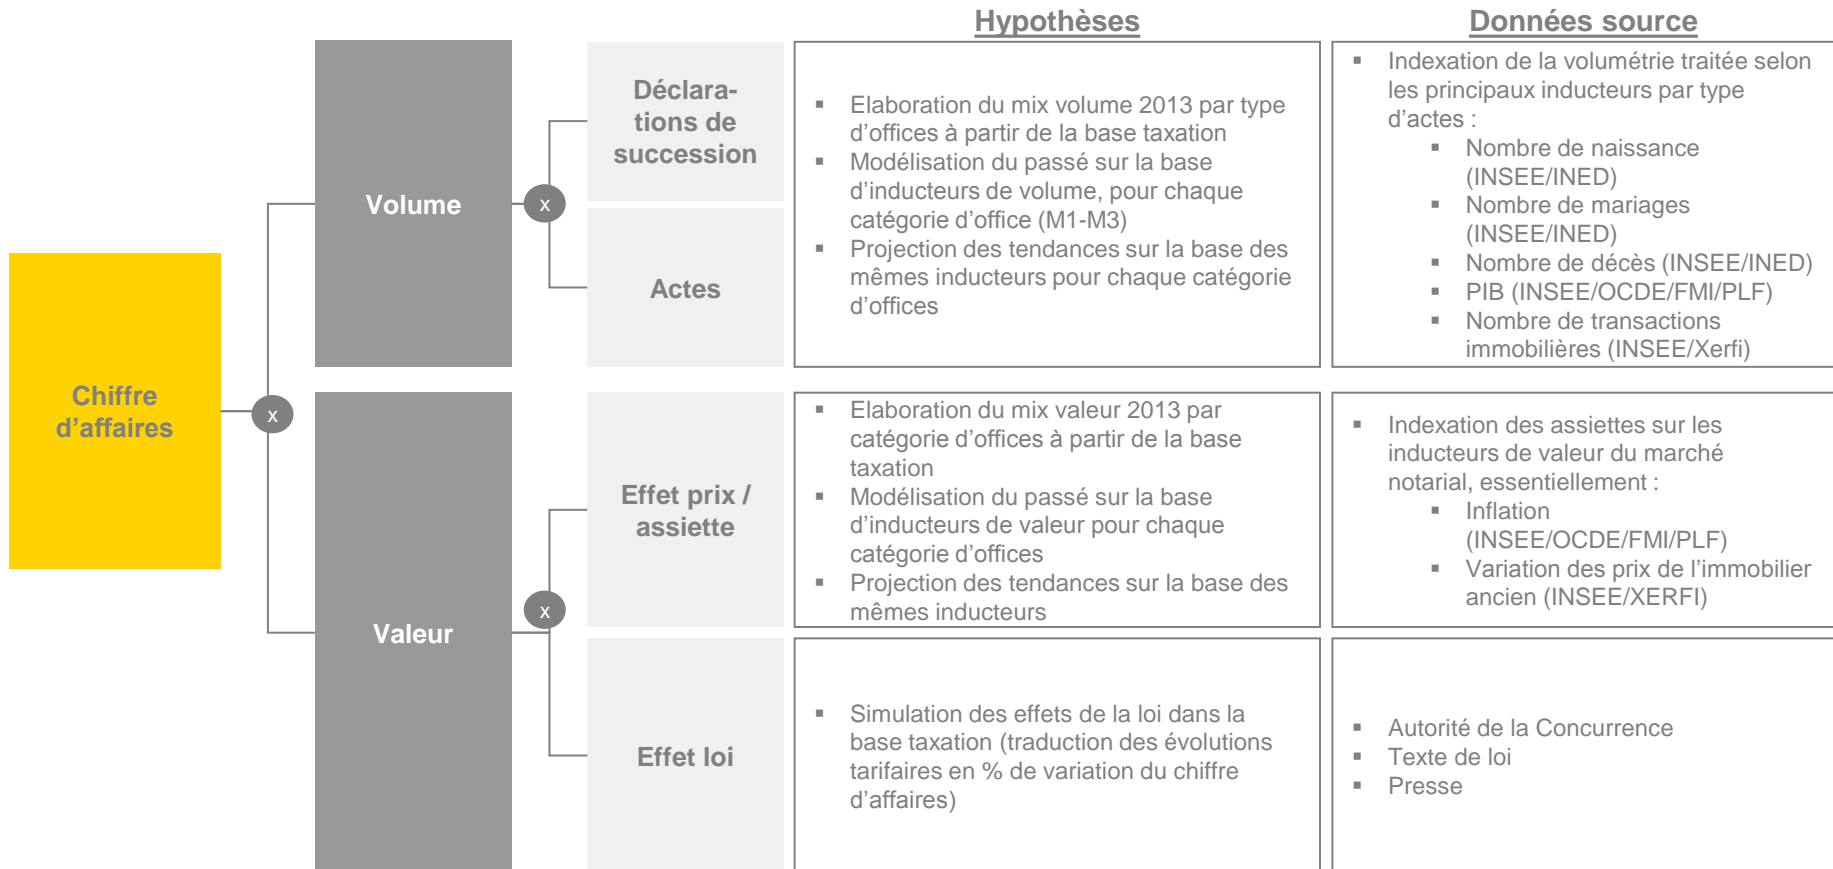 Hypothèses
Données source
Chiffre
d’affaires
x
Volume
x
Déclara-
tions de
succession
Actes
▪ Elaboration du mix volume 2013 par type
d’offices à partir de la base taxation
▪ Modélisation du passé sur la base
d’inducteurs de volume, pour chaque
catégorie d’office (M1-M3)
▪ Projection des tendances sur la base des
mêmes inducteurs pour chaque catégorie
d’offices
▪ Indexation de la volumétrie traitée selon
les principaux inducteurs par type
d’actes :
▪ Nombre de naissance
(INSEE/INED)
▪ Nombre de mariages
(INSEE/INED)
▪ Nombre de décès (INSEE/INED)
▪ PIB (INSEE/OCDE/FMI/PLF)
▪ Nombre de transactions
immobilières (INSEE/Xerfi)
Valeur
x
Effet prix /
assiette
▪ Elaboration du mix valeur 2013 par
catégorie d’offices à partir de la base
taxation
▪ Modélisation du passé sur la base
d’inducteurs de valeur pour chaque
catégorie d’offices
▪ Projection des tendances sur la base des
mêmes inducteurs
▪ Indexation des assiettes sur les
inducteurs de valeur du marché
notarial, essentiellement :
▪ Inflation
(INSEE/OCDE/FMI/PLF)
▪ Variation des prix de l’immobilier
ancien (INSEE/XERFI)
Effet loi
▪ Simulation des effets de la loi dans la
base taxation (traduction des évolutions
tarifaires en % de variation du chiffre
d’affaires)
▪ Autorité de la Concurrence
▪ Texte de loi
▪ Presse